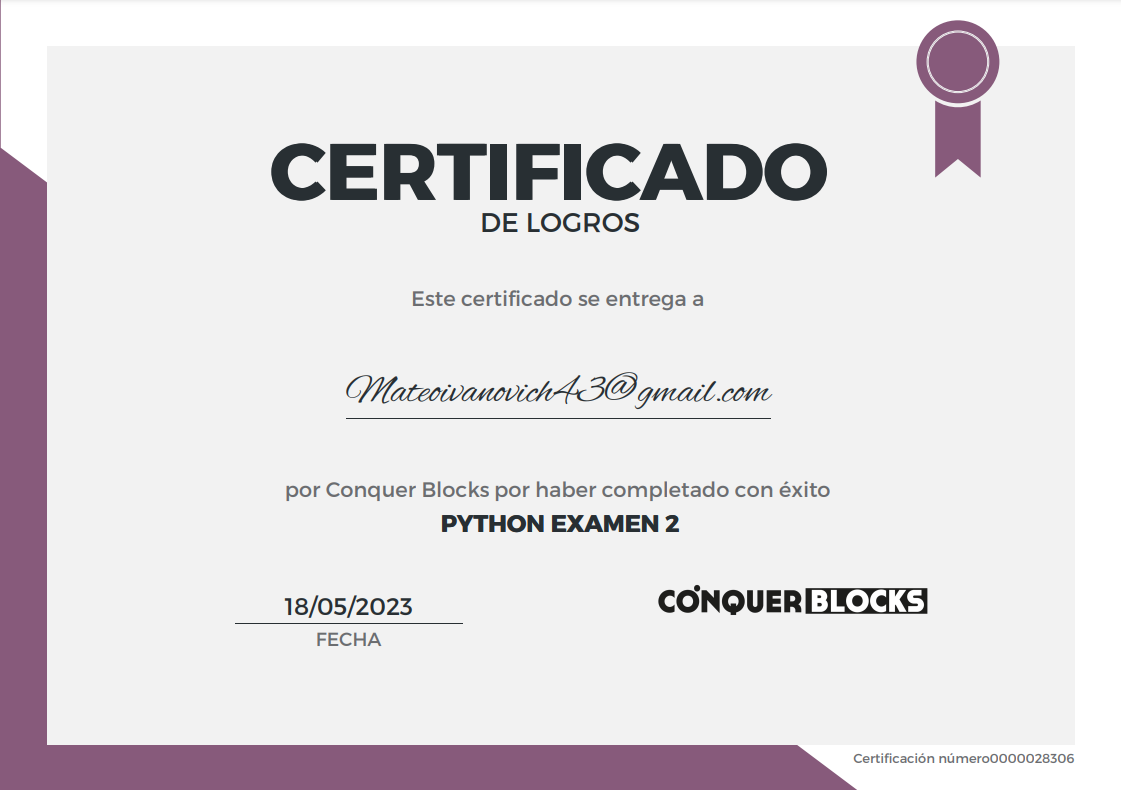 CERTIFICADO
DE LOGROS
Este certificado se entrega a
Mateoivanovich43@gmail.com
por Conquer Blocks por haber completado con éxito
PYTHON EXAMEN 2
18/05/2023
FECHA
CONQUER BLOCKS
Certificación número0000028306